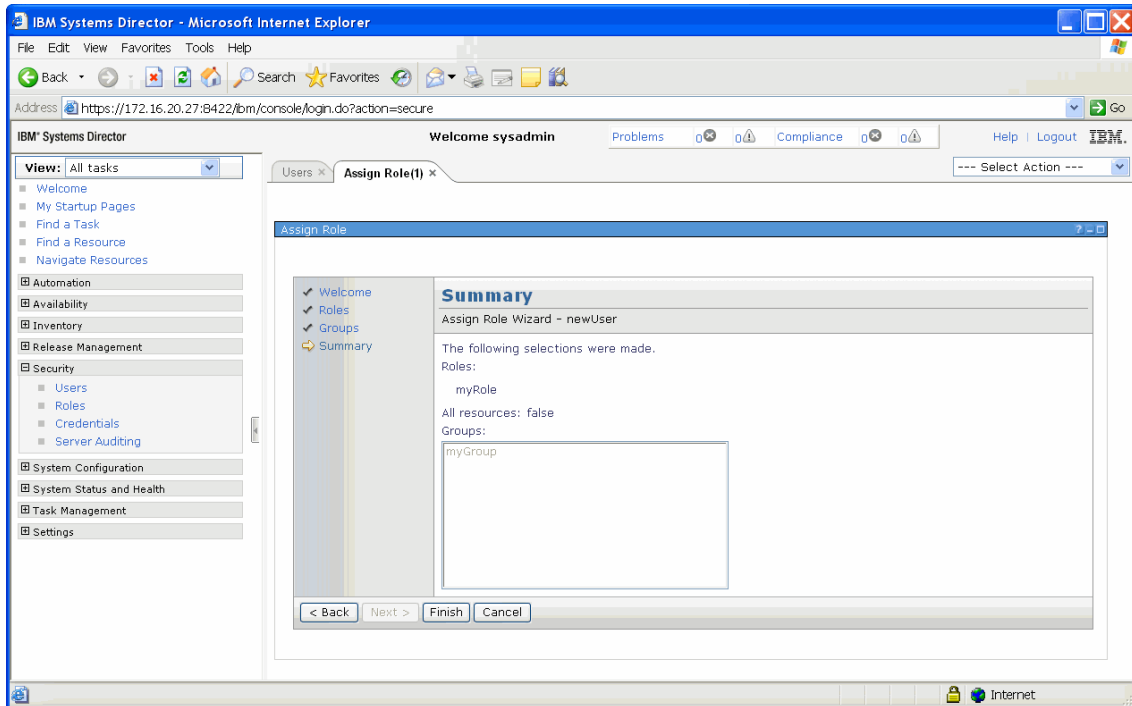 IBM Systems Director - Microsoft Internet Explorer
File Edit View Favorites Tools Help
Back Search Favorites
Address https://172.16.20.27:8422/ibm/console/login.do?action=secure Go
IBM® Systems Director Welcome sysadmin Problems 0 0 Compliance 0 0 Help | Logout IBM.
View: All tasks
Users × Assign Role(1) × --- Select Action ---
Welcome
My Startup Pages
Find a Task
Find a Resource
Navigate Resources
Automation
Availability
Inventory
Release Management
Security
Users
Roles
Credentials
Server Auditing
System Configuration
System Status and Health
Task Management
Settings
Assign Role ?
Welcome
Roles
Groups
Summary
Summary
Assign Role Wizard - newUser
The following selections were made.
Roles:
myRole
All resources: false
Groups:
myGroup
< Back Next > Finish Cancel
Internet